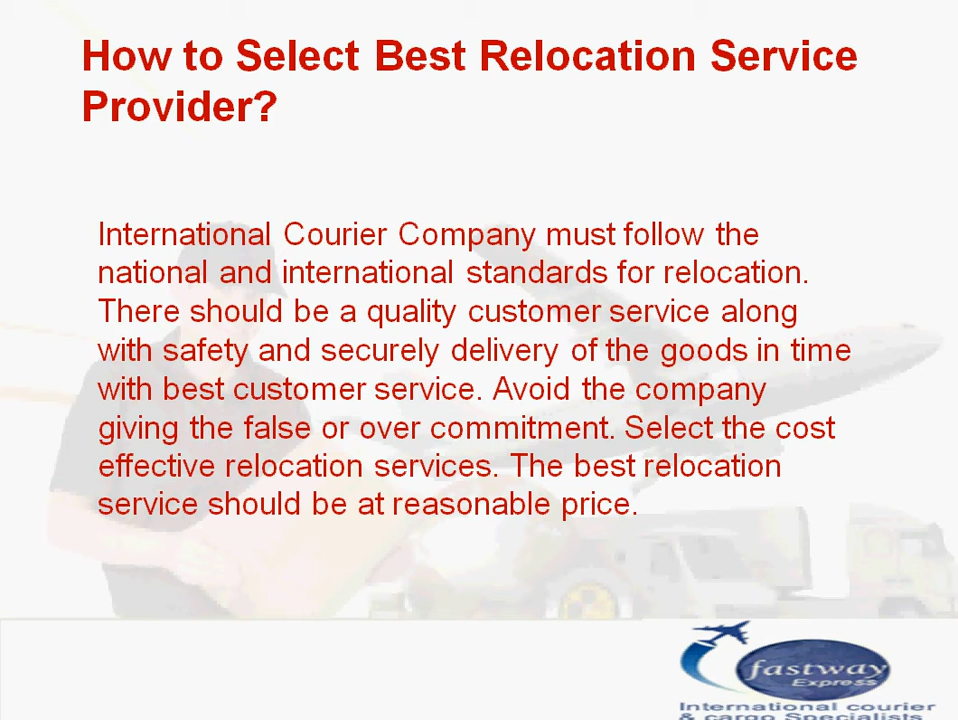 How to Select Best Relocation Service
Provider?
International Courier Company must follow the
national and international standards for relocation.
There should be a quality customer service along
with safety and securely delivery of the goods in time
with best customer service. Avoid the company
giving the false or over commitment. Select the cost
effective relocation services. The best relocation
service should be at reasonable price.
fastway
Express
International courier
& cargo Specialists